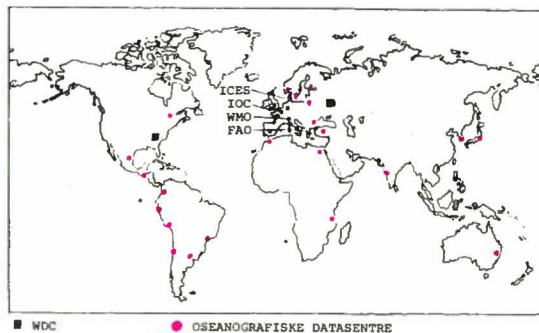 ICES
IOC
WMO
FAO
WDC
OSEANOGRAFISKE DATASENTRE